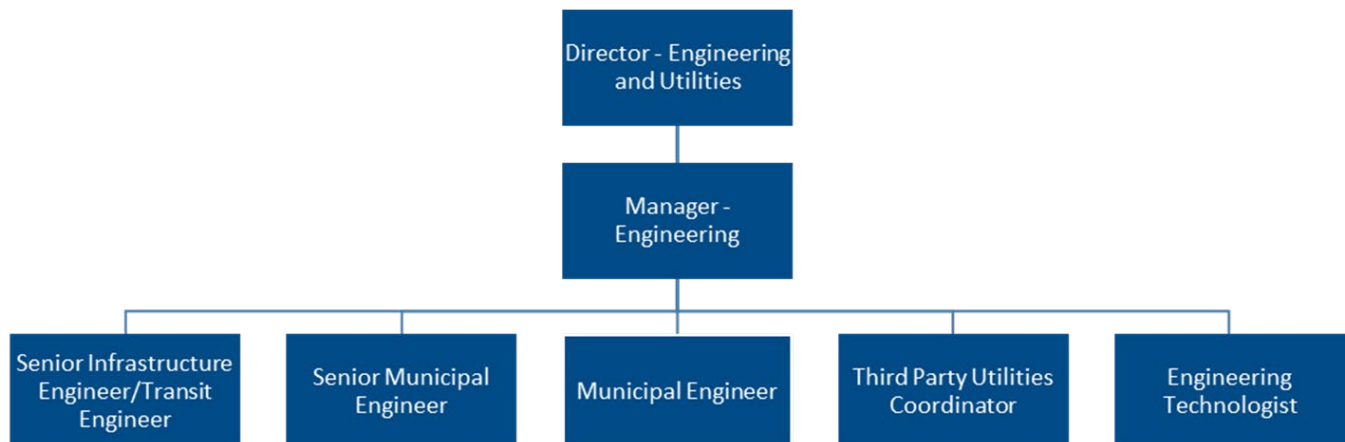 Director - Engineering
and Utilities
Manager -
Engineering
Senior Infrastructure
Engineer/Transit
Engineer
Senior Municipal
Engineer
Municipal Engineer
Third Party Utilities
Coordinator
Engineering
Technologist